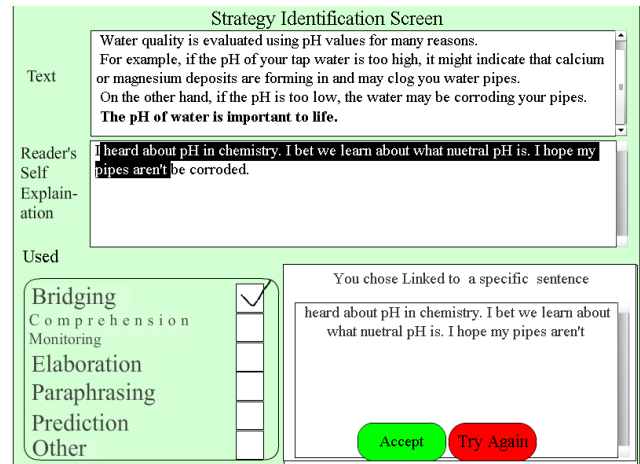 Strategy Identification Screen
Text
Water quality is evaluated using pH values for many reasons.
For example, if the pH of your tap water is too high, it might indicate that calcium
or magnesium deposits are forming in and may clog you water pipes.
On the other hand, if the pH is too low, the water may be corroding your pipes.
The pH of water is important to life.
Reader's
Self
Explain-
ation
I heard about pH in chemistry. I bet we learn about what nuetral pH is. I hope my
pipes aren't be corroded.
Used
Bridging
Comprehension
Monitoring
Elaboration
Paraphrasing
Prediction
Other
You chose Linked to a specific sentence
heard about pH in chemistry. I bet we learn about
what nuetral pH is. I hope my pipes aren't
Accept
Try Again